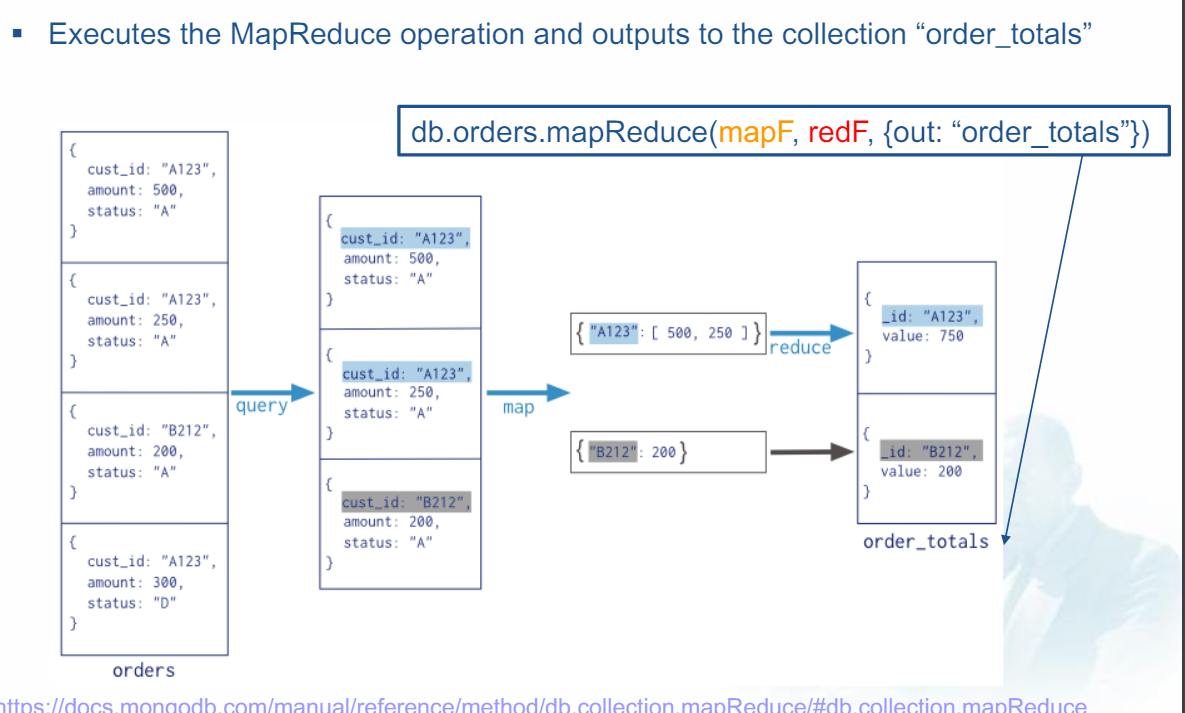 ▪ Executes the MapReduce operation and outputs to the collection “order_totals”
db.orders.mapReduce(mapF, redF, {out: “order_totals”})
{
cust_id: "A123",
amount: 500,
status: "A"
}
{
cust_id: "A123",
amount: 250,
status: "A"
}
{
cust_id: "B212",
amount: 200,
status: "A"
}
{
cust_id: "A123",
amount: 300,
status: "D"
}
orders
query
{
cust_id: "A123",
amount: 500,
status: "A"
}
{
cust_id: "A123",
amount: 250,
status: "A"
}
{
cust_id: "B212",
amount: 200,
status: "A"
}
map
{ "A123": [ 500, 250 ] }
reduce
{ "B212": 200 }
{
_id: "A123",
value: 750
}
{
_id: "B212",
value: 200
}
order_totals
https://docs.mongodb.com/manual/reference/method/db.collection.mapReduce/#db.collection.mapReduce